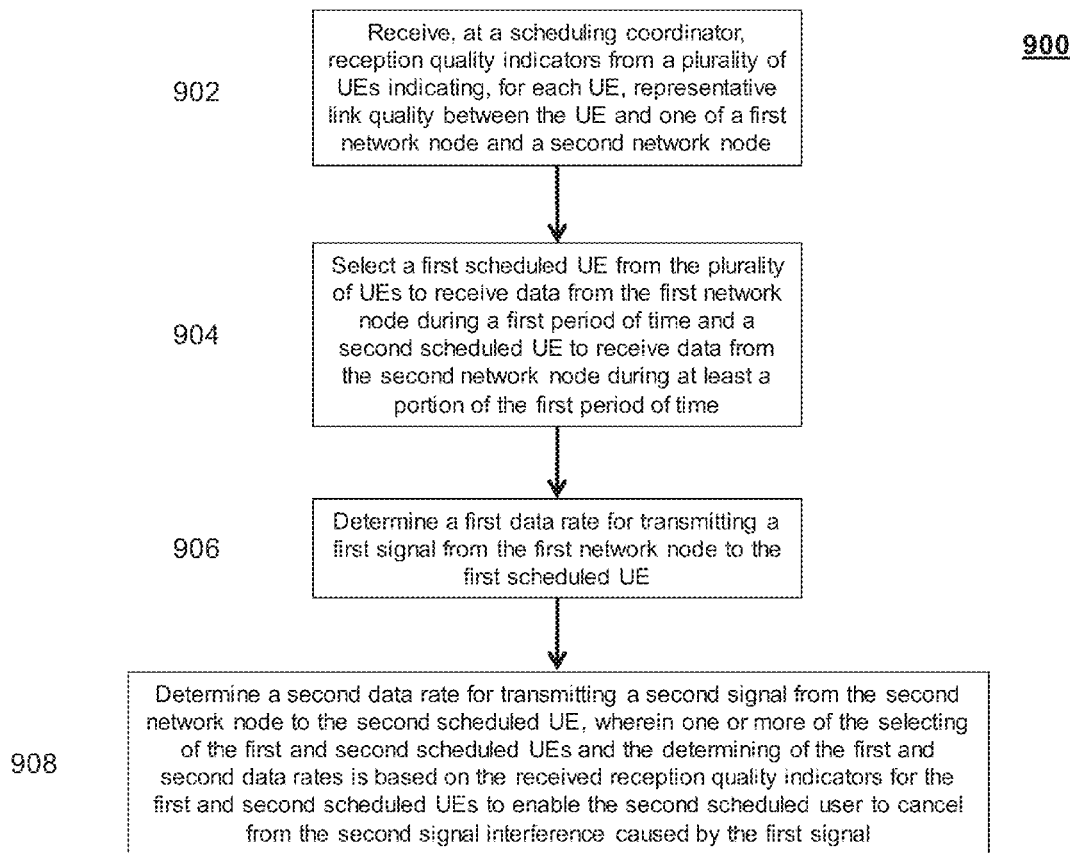 900
902
Receive, at a scheduling coordinator,
reception quality indicators from a plurality of
UEs indicating, for each UE, representative
link quality between the UE and one of a first
network node and a second network node
904
Select a first scheduled UE from the plurality
of UEs to receive data from the first network
node during a first period of time and a
second scheduled UE to receive data from
the second network node during at least a
portion of the first period of time
906
Determine a first data rate for transmitting a
first signal from the first network node to the
first scheduled UE
908
Determine a second data rate for transmitting a second signal from the second
network node to the second scheduled UE, wherein one or more of the selecting
of the first and second scheduled UEs and the determining of the first and
second data rates is based on the received reception quality indicators for the
first and second scheduled UEs to enable the second scheduled user to cancel
from the second signal interference caused by the first signal